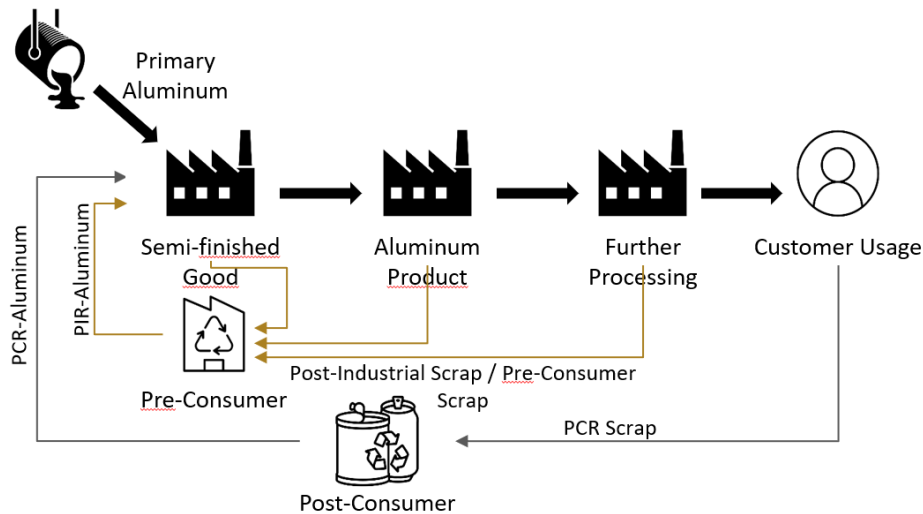 Primary
Aluminum
Semi-finished
Good
Aluminum
Product
Further
Processing
Customer Usage
PCR-Aluminum
PIR-Aluminum
Pre-Consumer
Post-Industrial Scrap / Pre-Consumer
Scrap
PCR Scrap
Post-Consumer